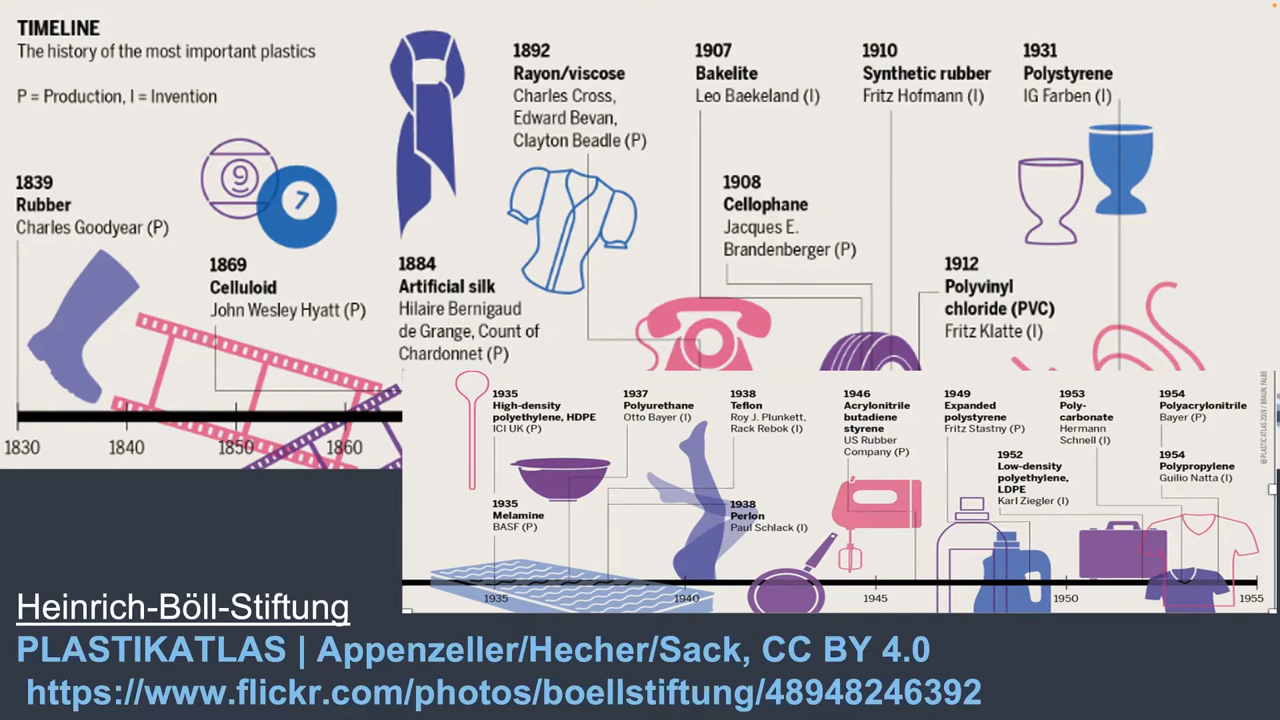 TIMELINE
The history of the most important plastics
P = Production, I = Invention
1839
Rubber
Charles Goodyear (P)
9
7
1869
Celluloid
John Wesley Hyatt (P)
1884
Artificial silk
Hilaire Bernigaud
de Grange, Count of
Chardonnet (P)
1892
Rayon/viscose
Charles Cross,
Edward Bevan,
Clayton Beadle (P)
1907
Bakelite
Leo Baekeland (I)
1908
Cellophane
Jacques E.
Brandenberger (P)
1910
Synthetic rubber
Fritz Hofmann (I)
1912
Polyvinyl
chloride (PVC)
Fritz Klatte (I)
1931
Polystyrene
IG Farben (I)
1830
1840
1850
1860
1935
High-density
polyethylene, HDPE
ICI UK (P)
1935
Melamine
BASF (P)
1937
Polyurethane
Otto Bayer (I)
1938
Teflon
Roy J. Plunkett,
Rack Rebok (I)
1938
Perlon
Paul Schlack (I)
1946
Acrylonitrile
butadiene
styrene
US Rubber
Company (P)
1949
Expanded
polystyrene
Fritz Stastny (P)
1952
Low-density
polyethylene,
LDPE
Karl Ziegler (I)
1953
Poly-
carbonate
Hermann
Schnell (I)
1954
Polyacrylonitrile
Bayer (P)
1954
Polypropylene
Guilio Natta (I)
1935
1940
1945
1950
1955
© PLASTIC ATLAS 2019 / BRAUN, FALBE
Heinrich-Böll-Stiftung
PLASTIKATLAS | Appenzeller/Hecher/Sack, CC BY 4.0
https://www.flickr.com/photos/boellstiftung/48948246392